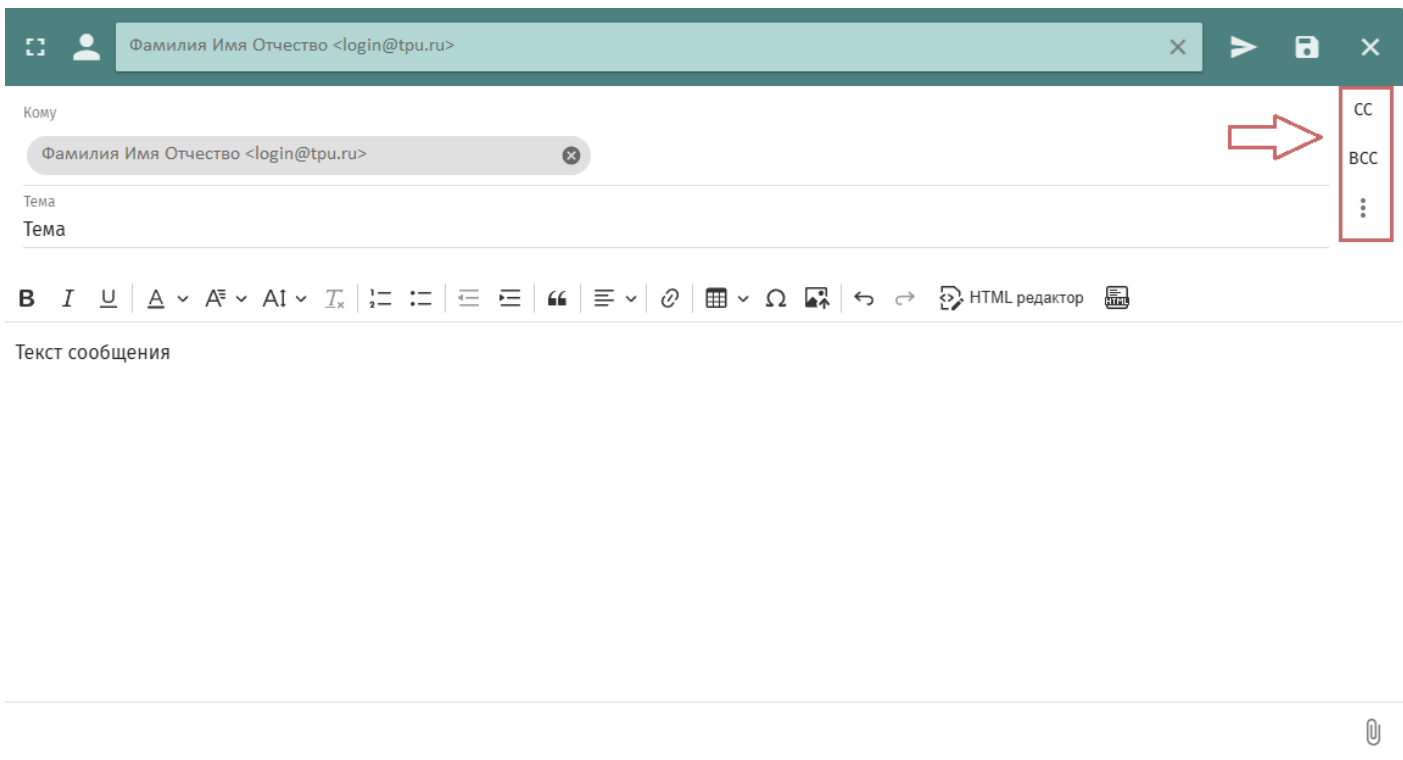 Фамилия Имя Отчество <login@tpu.ru>
Кому
CC
Фамилия Имя Отчество <login@tpu.ru>
BCC
Тема
Тема
HTML редактор
HTML
Текст сообщения